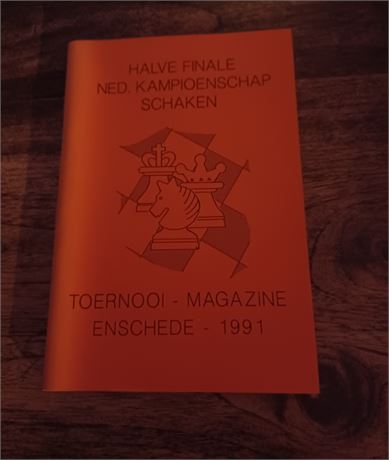 HALVE FINALE
NED. KAMPIOENSCHAP
SCHAKEN
TOERNOOI - MAGAZINE
ENSCHEDE - 1991